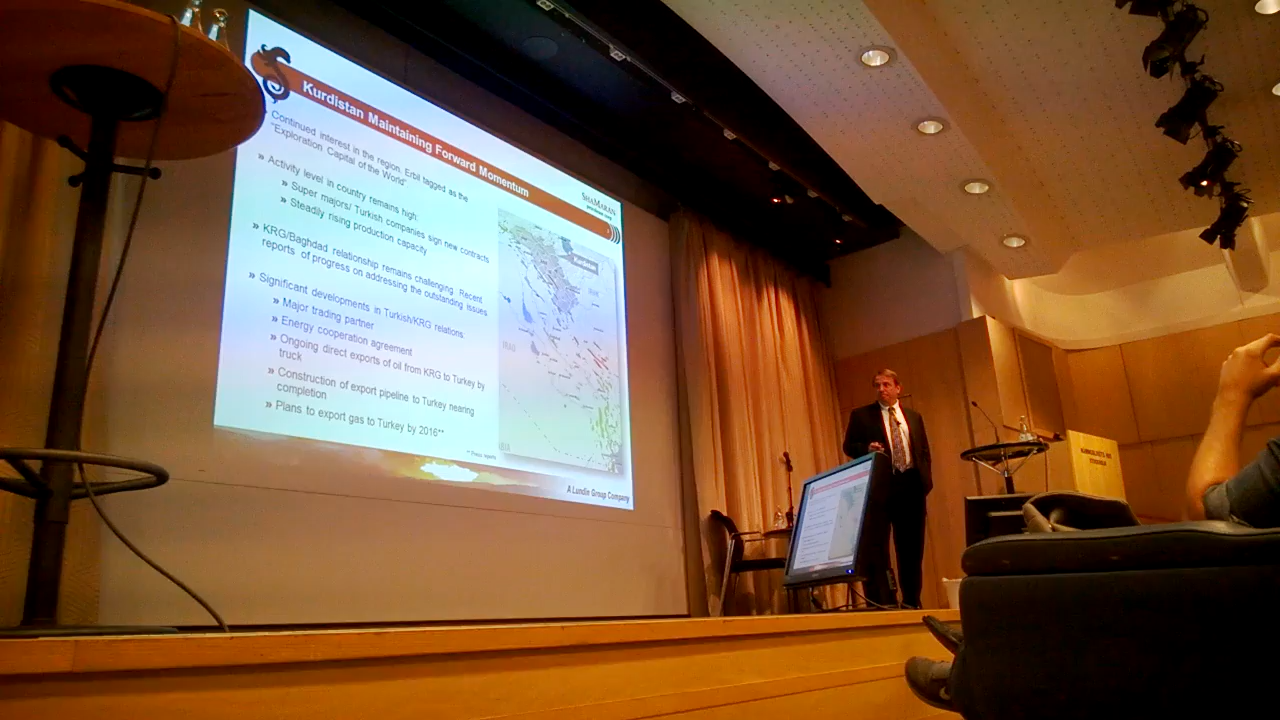 Kurdistan Maintaining Forward Momentum
SHAMARAN
Continued interest in the region. Erbil tagged as the
"Exploration Capital of the World"
» Activity level in country remains high:
» Super majors/ Turkish companies sign new contracts
» Steadily rising production capacity
» KRG/Baghdad relationship remains challenging. Recent
reports of progress on addressing the outstanding issues
» Significant developments in Turkish/KRG relations:
» Major trading partner
» Energy cooperation agreement
» Ongoing direct exports of oil from KRG to Turkey by
truck
» Construction of export pipeline to Turkey nearing
completion
» Plans to export gas to Turkey by 2016**
Kurdistan
IRAQ
** Press reports
A Lundin Group Company